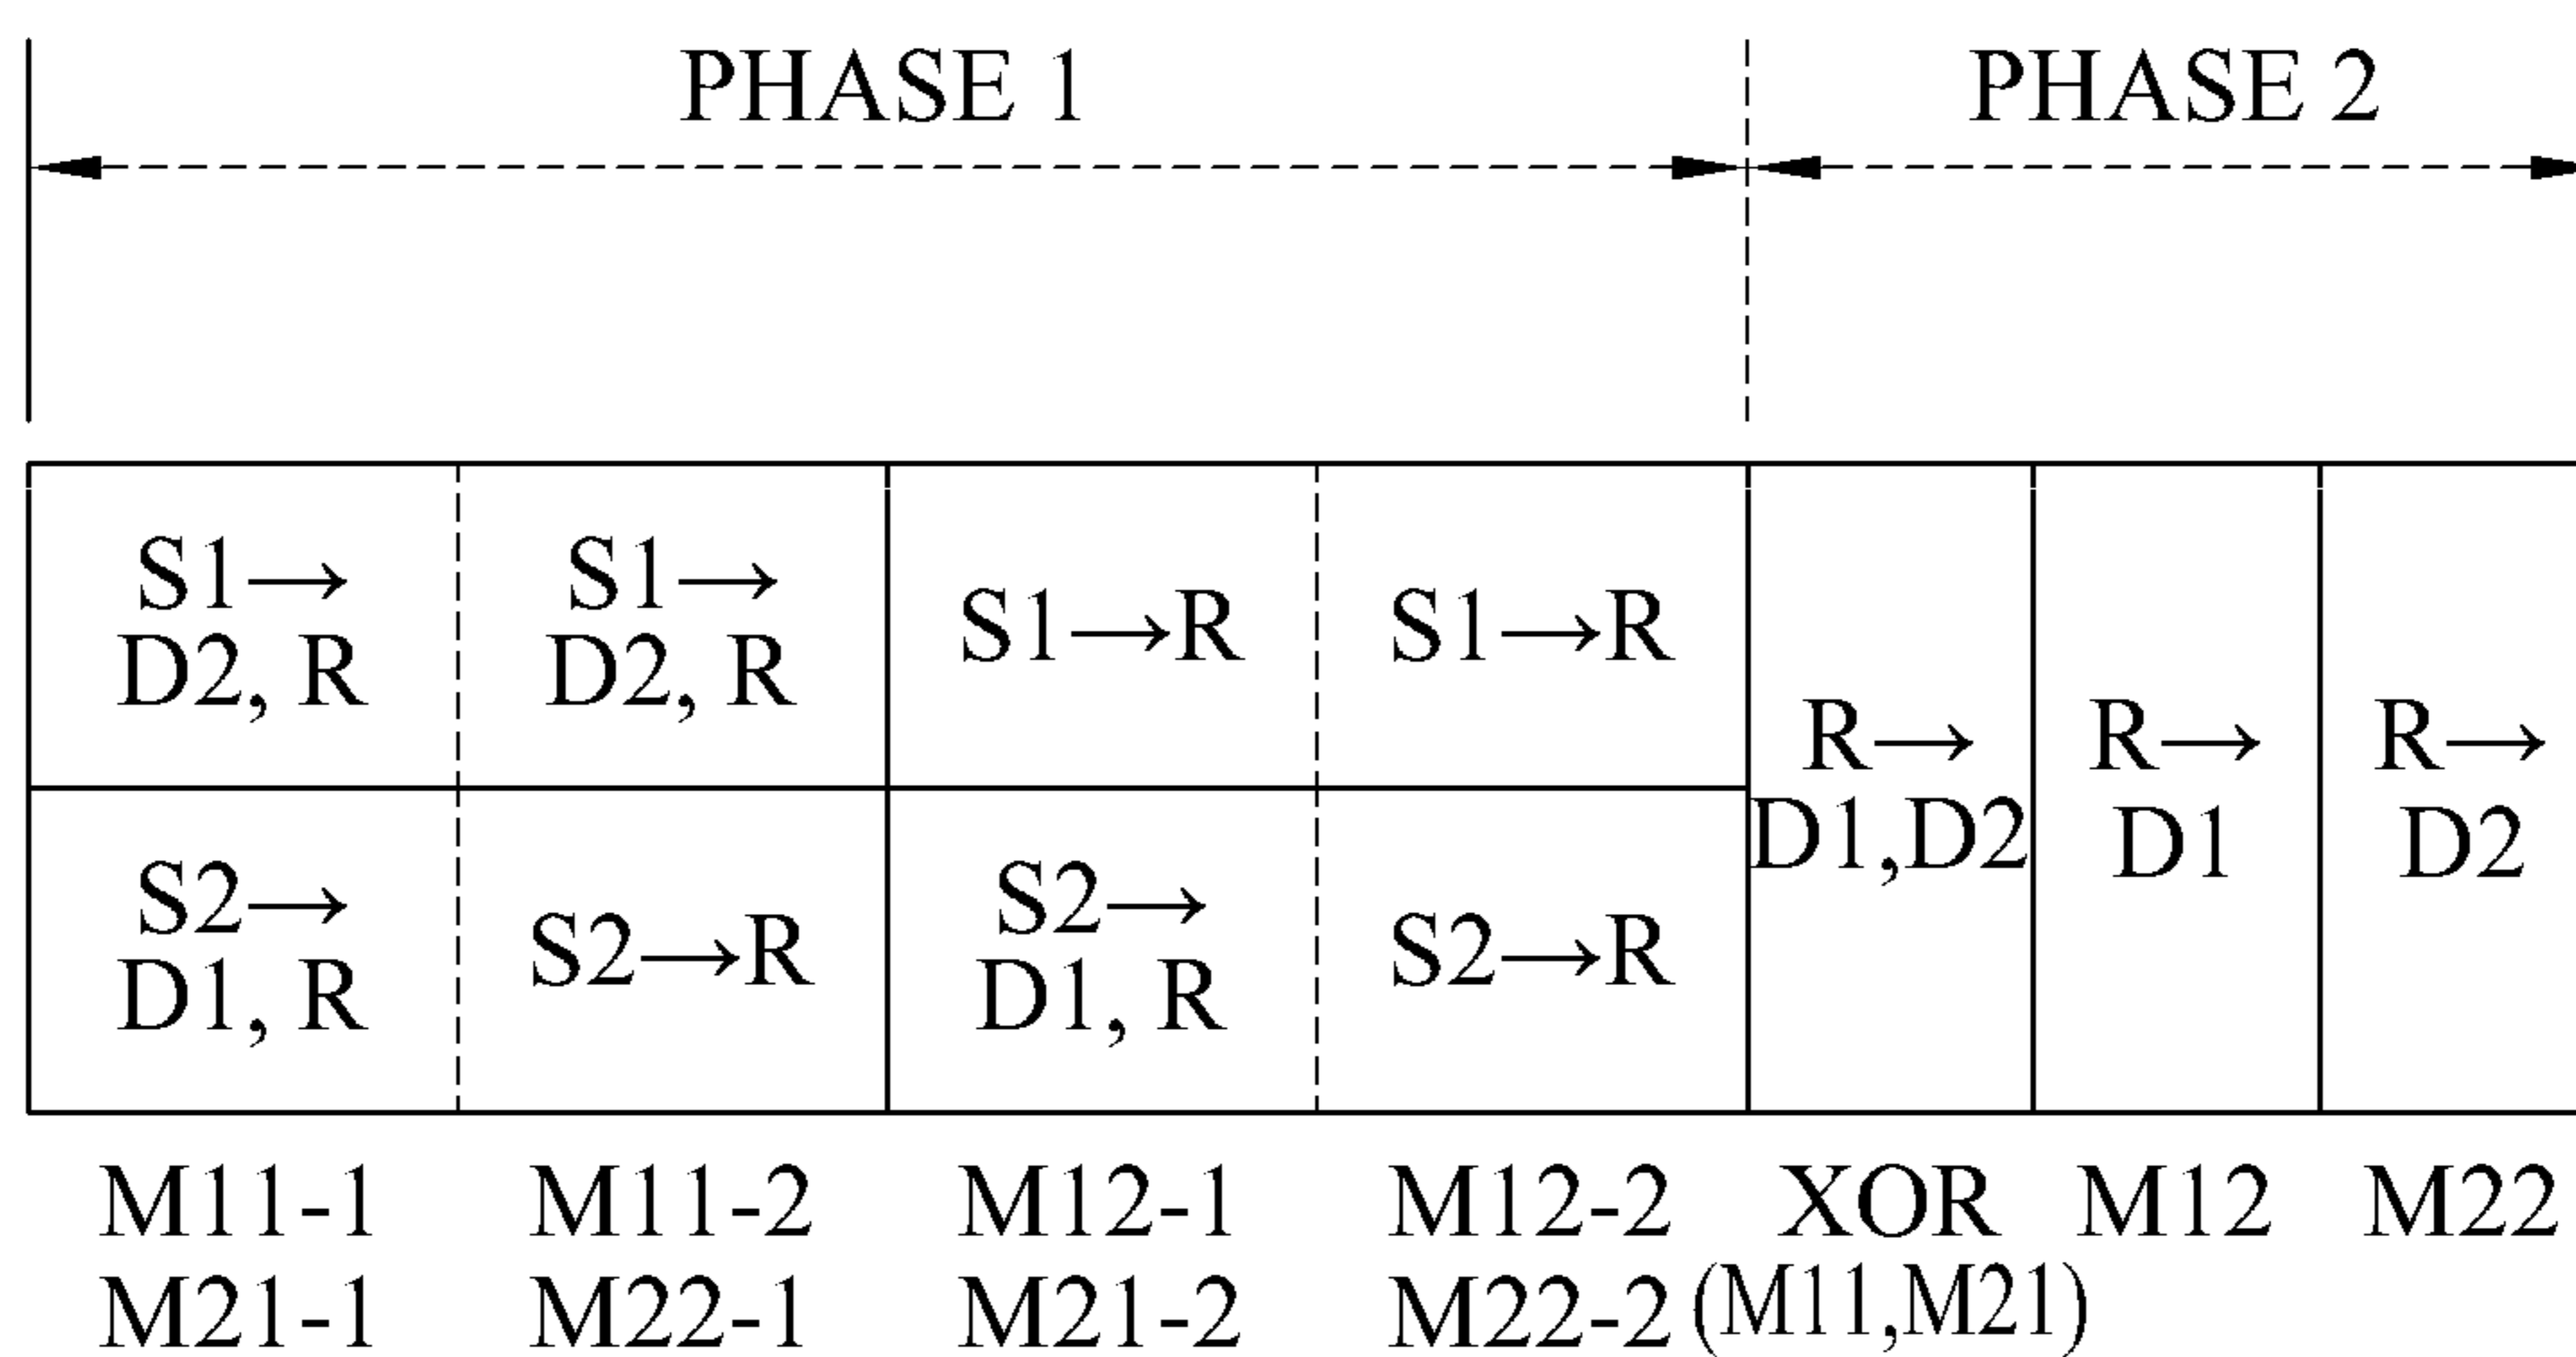 PHASE 1
PHASE 2
S1→
D2, R
S1→
D2, R
S1→R
S1→R
S2→
D1, R
S2→R
S2→
D1, R
S2→R
R→
D1,D2
R→
D1
R→
D2
M11-1
M21-1
M11-2
M22-1
M12-1
M21-2
M12-2
M22-2
XOR
(M11,M21)
M12
M22